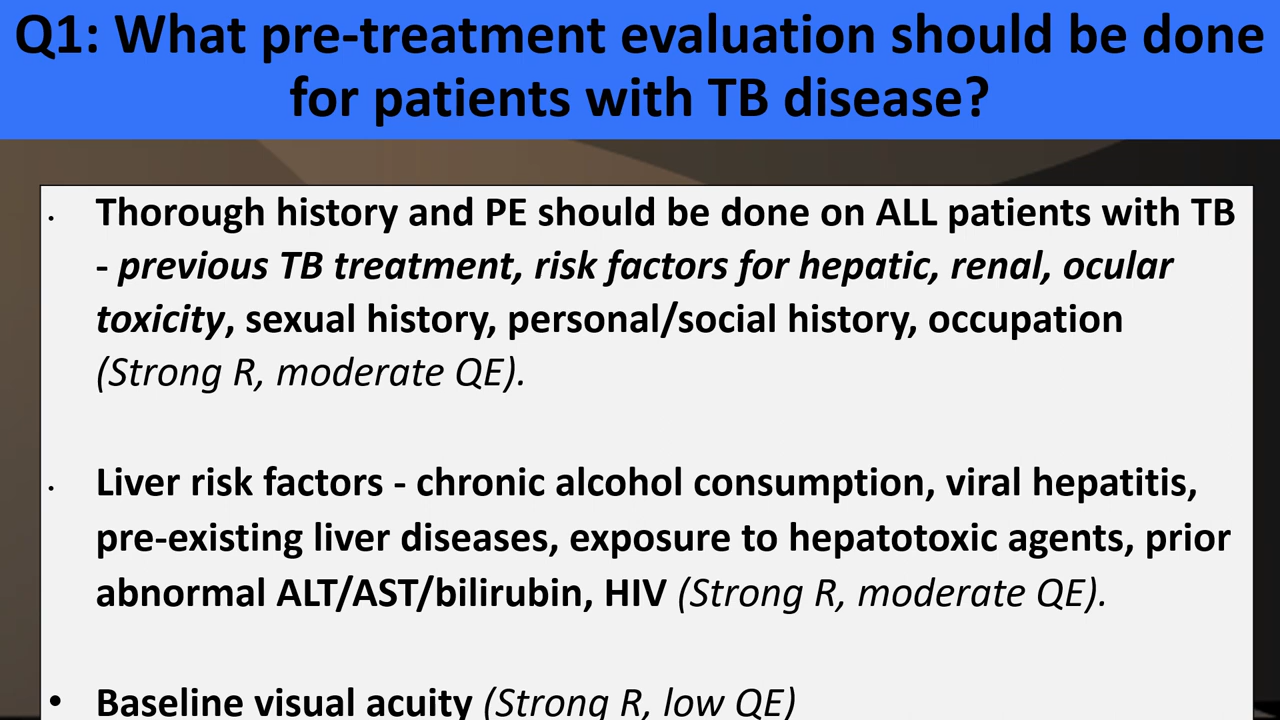 Q1: What pre-treatment evaluation should be done
for patients with TB disease?
• Thorough history and PE should be done on ALL patients with TB
- previous TB treatment, risk factors for hepatic, renal, ocular
toxicity, sexual history, personal/social history, occupation
(Strong R, moderate QE).
• Liver risk factors - chronic alcohol consumption, viral hepatitis,
pre-existing liver diseases, exposure to hepatotoxic agents, prior
abnormal ALT/AST/bilirubin, HIV (Strong R, moderate QE).
• Baseline visual acuity (Strong R, low QE)